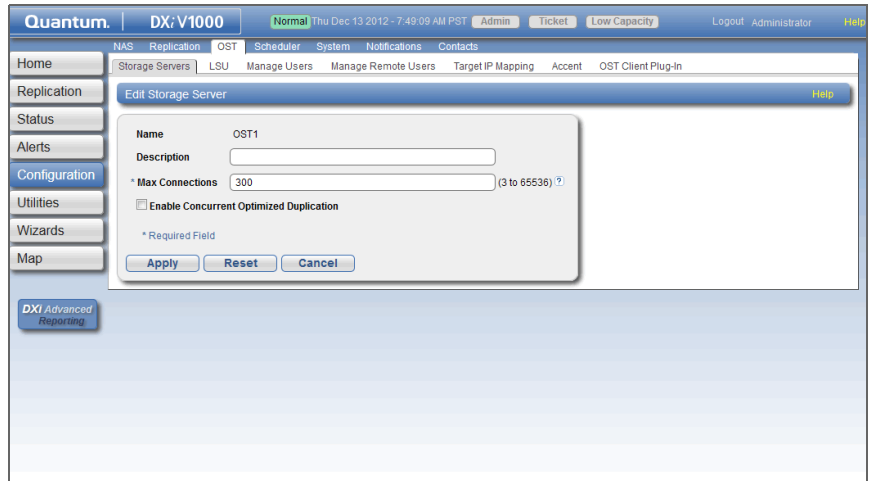 Quantum. DXi V1000 Normal Thu Dec 13 2012 - 7:49:09 AM PST Admin Ticket Low Capacity Logout Administrator Help
NAS Replication OST Scheduler System Notifications Contacts
Storage Servers LSU Manage Users Manage Remote Users Target IP Mapping Accent OST Client Plug-In
Home
Replication
Status
Alerts
Configuration
Utilities
Wizards
Map
DXi Advanced
Reporting
Edit Storage Server Help
Name OST1
Description
* Max Connections 300 (3 to 65536) ?
Enable Concurrent Optimized Duplication
* Required Field
Apply Reset Cancel